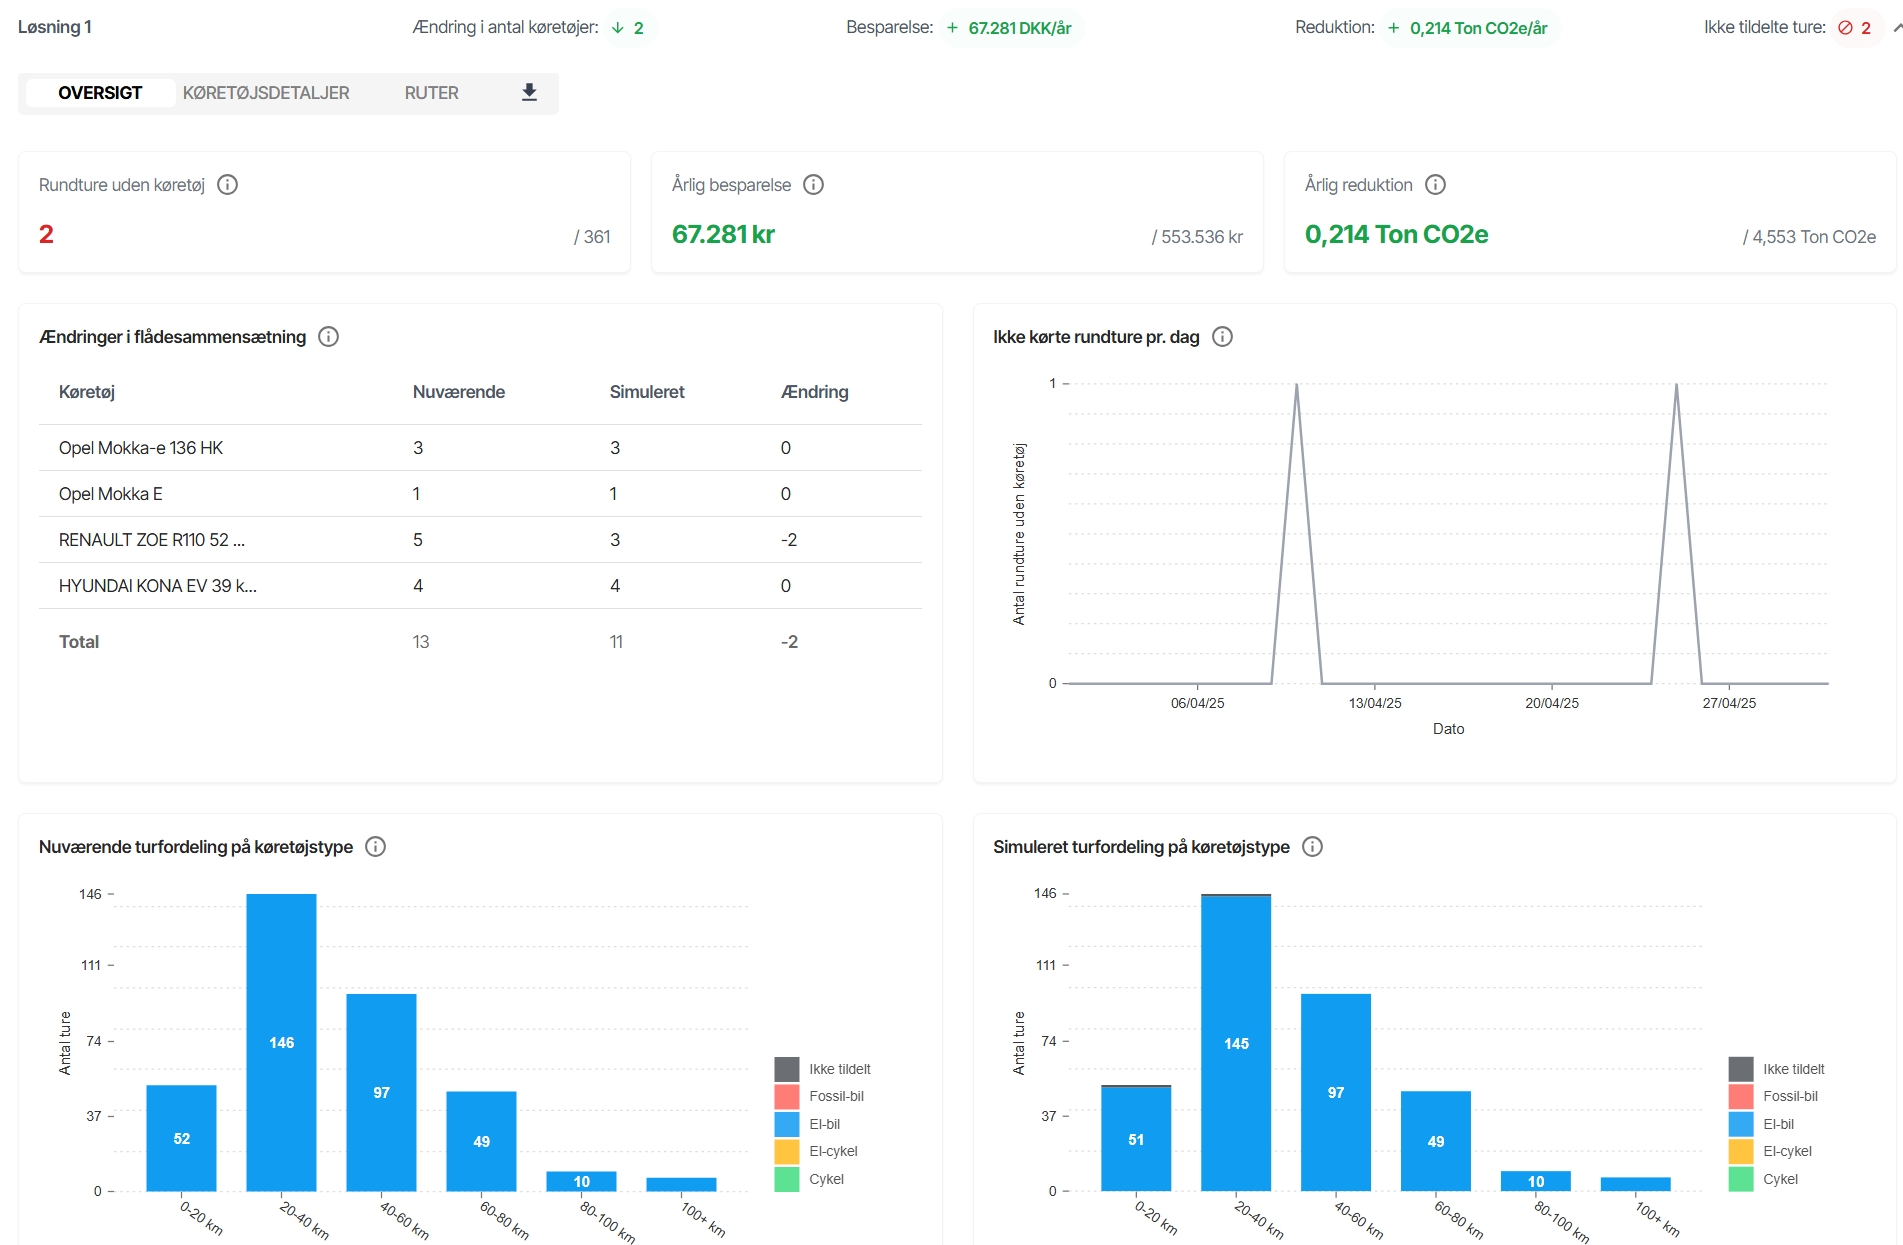 Løsning 1
Ændring i antal køretøjer: ↓ 2
Besparelse: + 67.281 DKK/år
Reduktion: + 0,214 Ton CO2e/år
Ikke tildelte ture: 2
OVERSIGT
KØRETØJSDETALJER
RUTER
Rundture uden køretøj
2
/ 361
Årlig besparelse
67.281 kr
/ 553.536 kr
Årlig reduktion
0,214 Ton CO2e
/ 4,553 Ton CO2e
Ændringer i flådesammensætning
Køretøj Nuværende Simuleret Ændring
Opel Mokka-e 136 HK 3 3 0
Opel Mokka E 1 1 0
RENAULT ZOE R110 52 ... 5 3 -2
HYUNDAI KONA EV 39 k... 4 4 0
Total 13 11 -2
Ikke kørte rundture pr. dag
Antal rundture uden køretøj
1
0
06/04/25
13/04/25
20/04/25
27/04/25
Dato
Nuværende turfordeling på køretøjstype
Antal ture
146
111
74
37
0
52
146
97
49
10
0-20 km
20-40 km
40-60 km
60-80 km
80-100 km
100+ km
Ikke tildelt
Fossil-bil
El-bil
El-cykel
Cykel
Simuleret turfordeling på køretøjstype
Antal ture
146
111
74
37
0
51
145
97
49
10
0-20 km
20-40 km
40-60 km
60-80 km
80-100 km
100+ km
Ikke tildelt
Fossil-bil
El-bil
El-cykel
Cykel